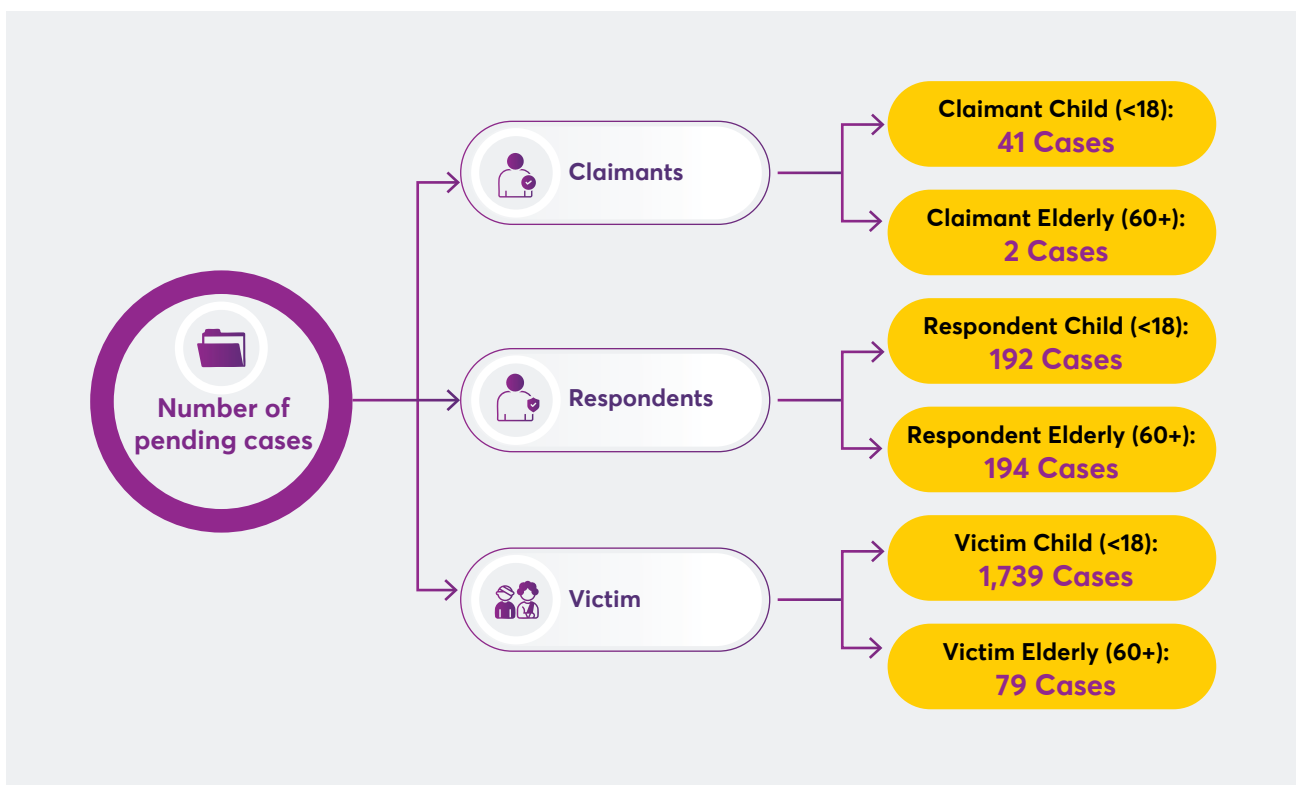 Number of
pending cases
Claimants
Claimant Child (<18):
41 Cases
Claimant Elderly (60+):
2 Cases
Respondents
Respondent Child (<18):
192 Cases
Respondent Elderly (60+):
194 Cases
Victim
Victim Child (<18):
1,739 Cases
Victim Elderly (60+):
79 Cases